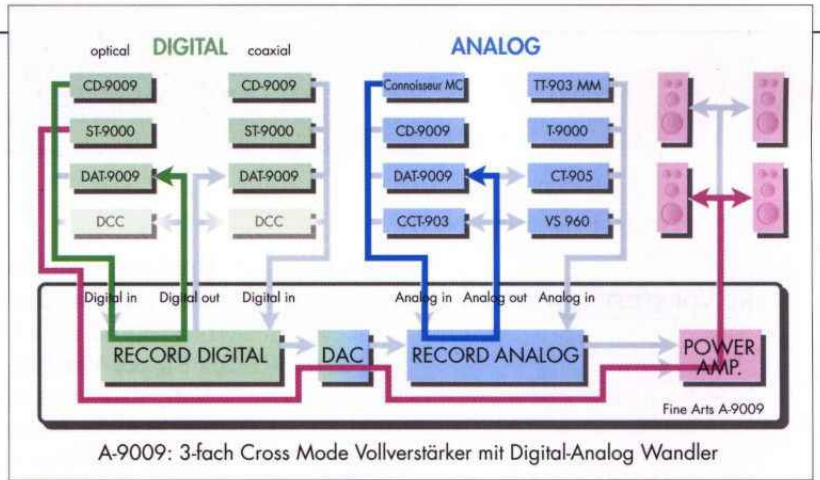 optical DIGITAL coaxial ANALOG
CD-9009 CD-9009 Connoisseur MC TT-903 MM
ST-9000 ST-9000 CD-9009 T-9000
DAT-9009 DAT-9009 DAT-9009 CT-905
DCC DCC CCT-903 VS 960
Digital in Digital out Digital in Analog in Analog out Analog in
RECORD DIGITAL DAC RECORD ANALOG POWER
AMP.
Fine Arts A-9009
A-9009: 3-fach Cross Mode Vollverstärker mit Digital-Analog Wandler